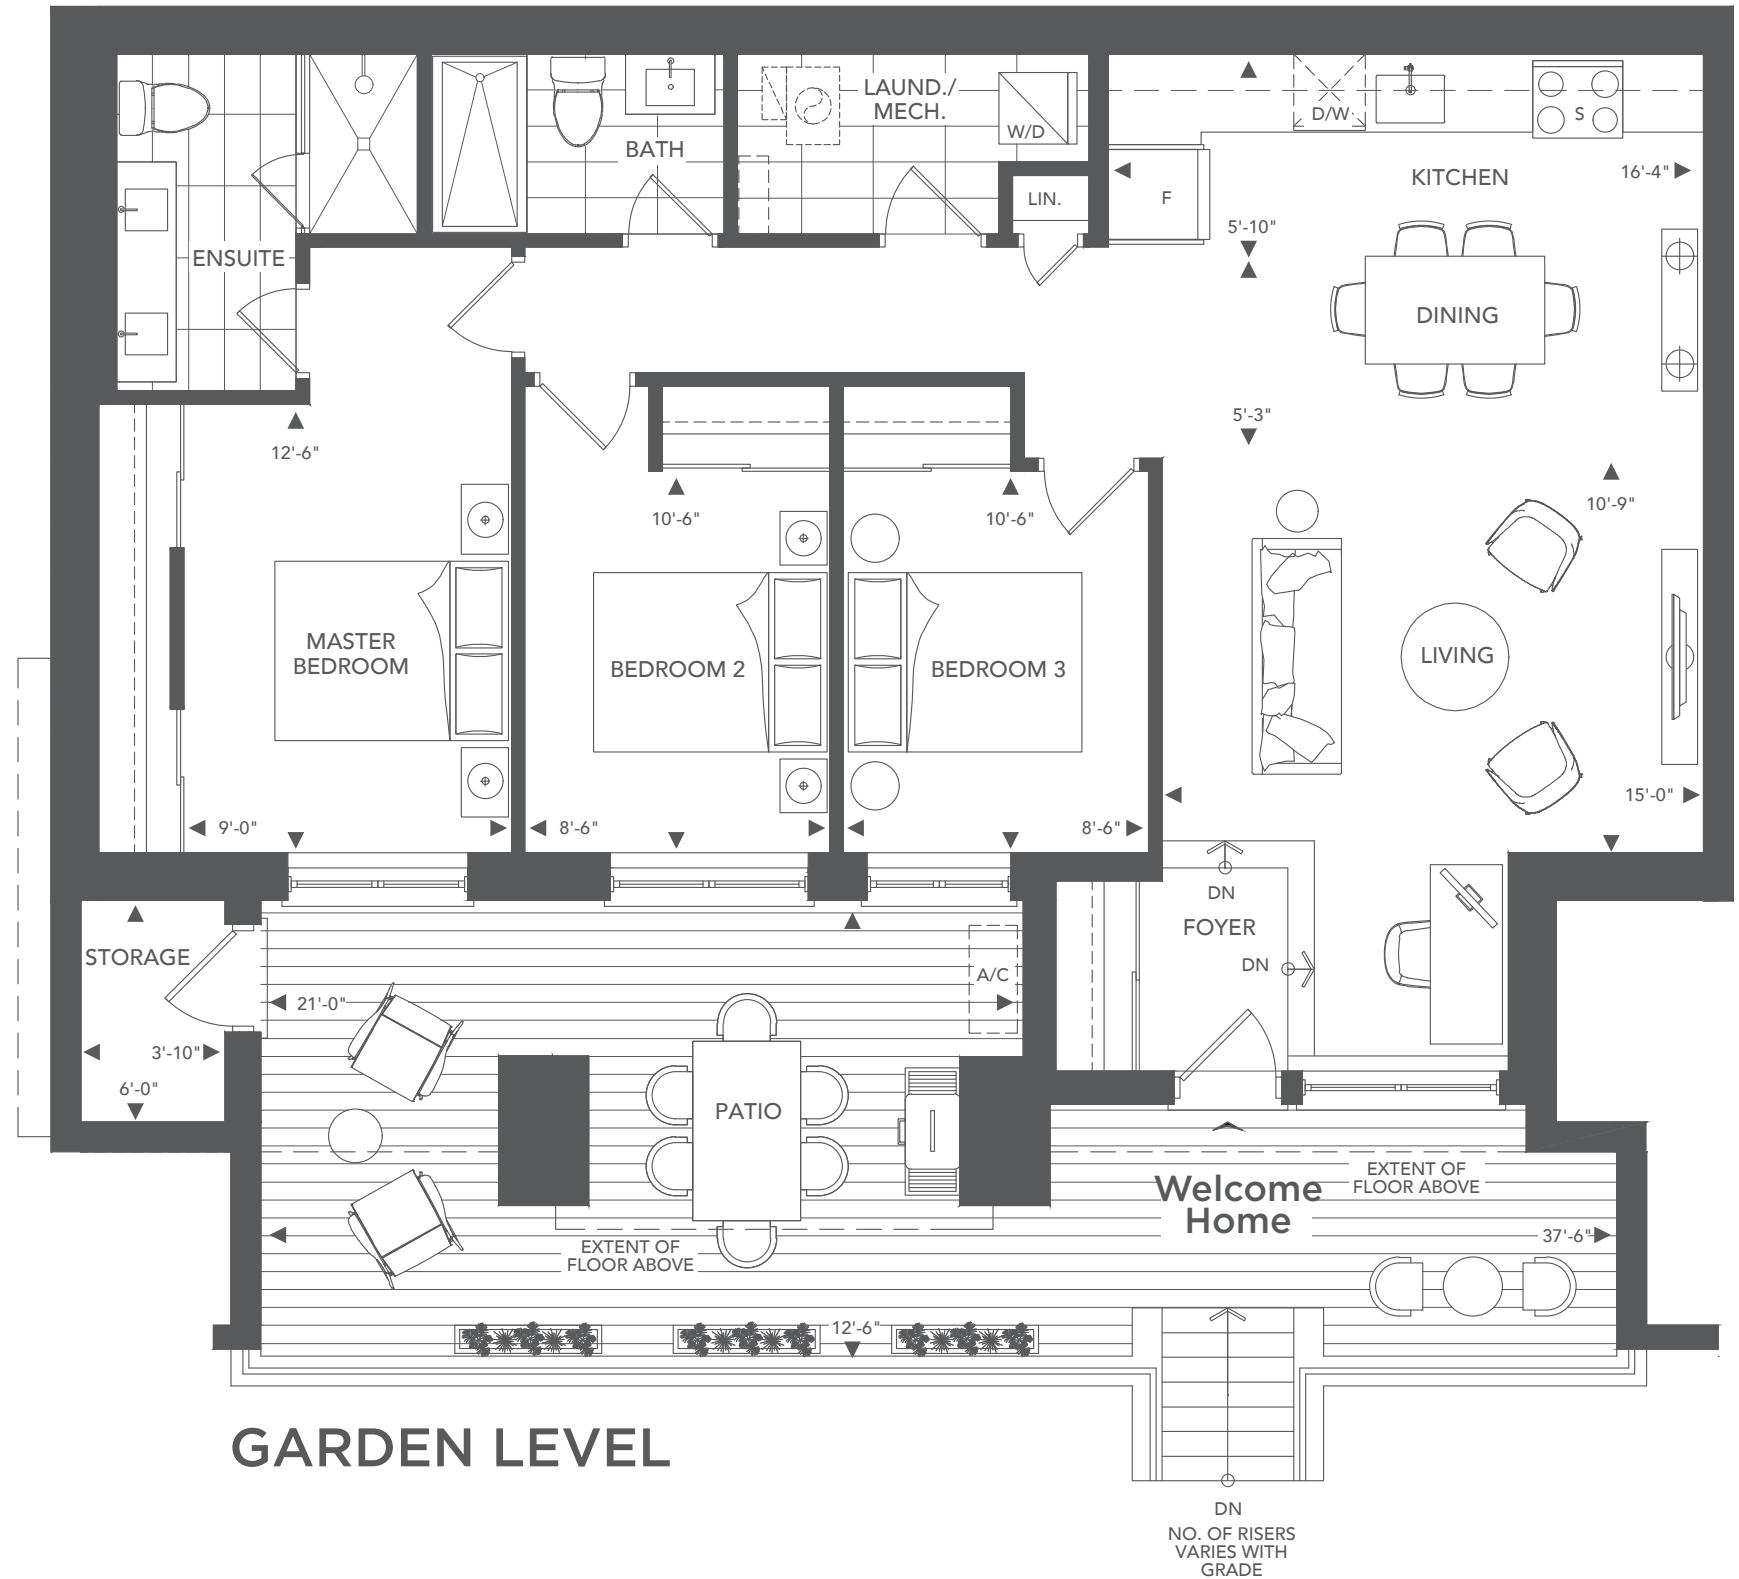 LAUND./
MECH.
W/D
BATH
LIN.
D/W
S
F
KITCHEN
16'-4"
5'-10"
ENSUITE
DINING
5'-3"
12'-6"
10'-6"
10'-6"
10'-9"
MASTER
BEDROOM
BEDROOM 2
BEDROOM 3
LIVING
9'-0"
8'-6"
8'-6"
15'-0"
DN
FOYER
DN
STORAGE
A/C
21'-0"
3'-10"
6'-0"
PATIO
Welcome
Home
EXTENT OF
FLOOR ABOVE
37'-6"
EXTENT OF
FLOOR ABOVE
12'-6"
GARDEN LEVEL
DN
NO. OF RISERS
VARIES WITH
GRADE